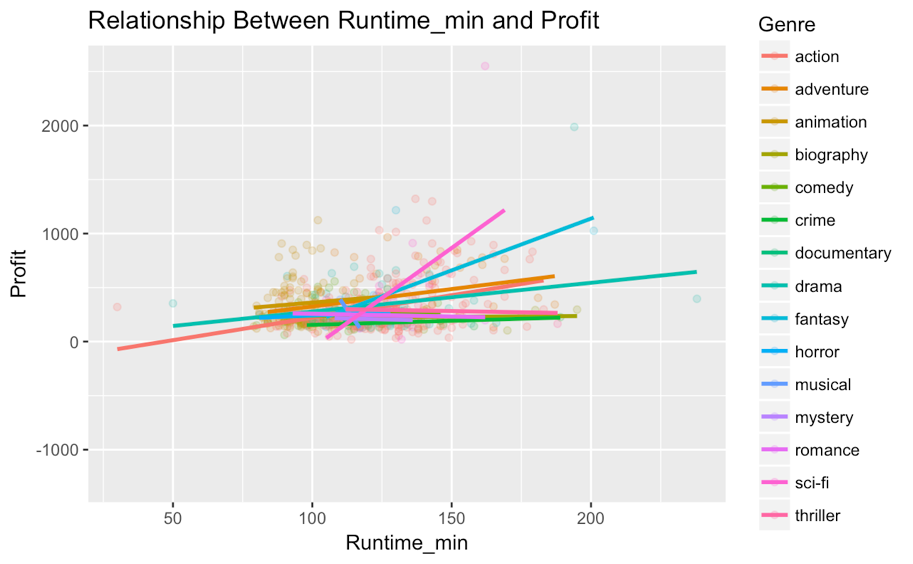 Relationship Between Runtime_min and Profit
Genre
action
adventure
animation
biography
comedy
crime
documentary
drama
fantasy
horror
musical
mystery
romance
sci-fi
thriller
2000
1000
0
-1000
Profit
50 100 150 200
Runtime_min